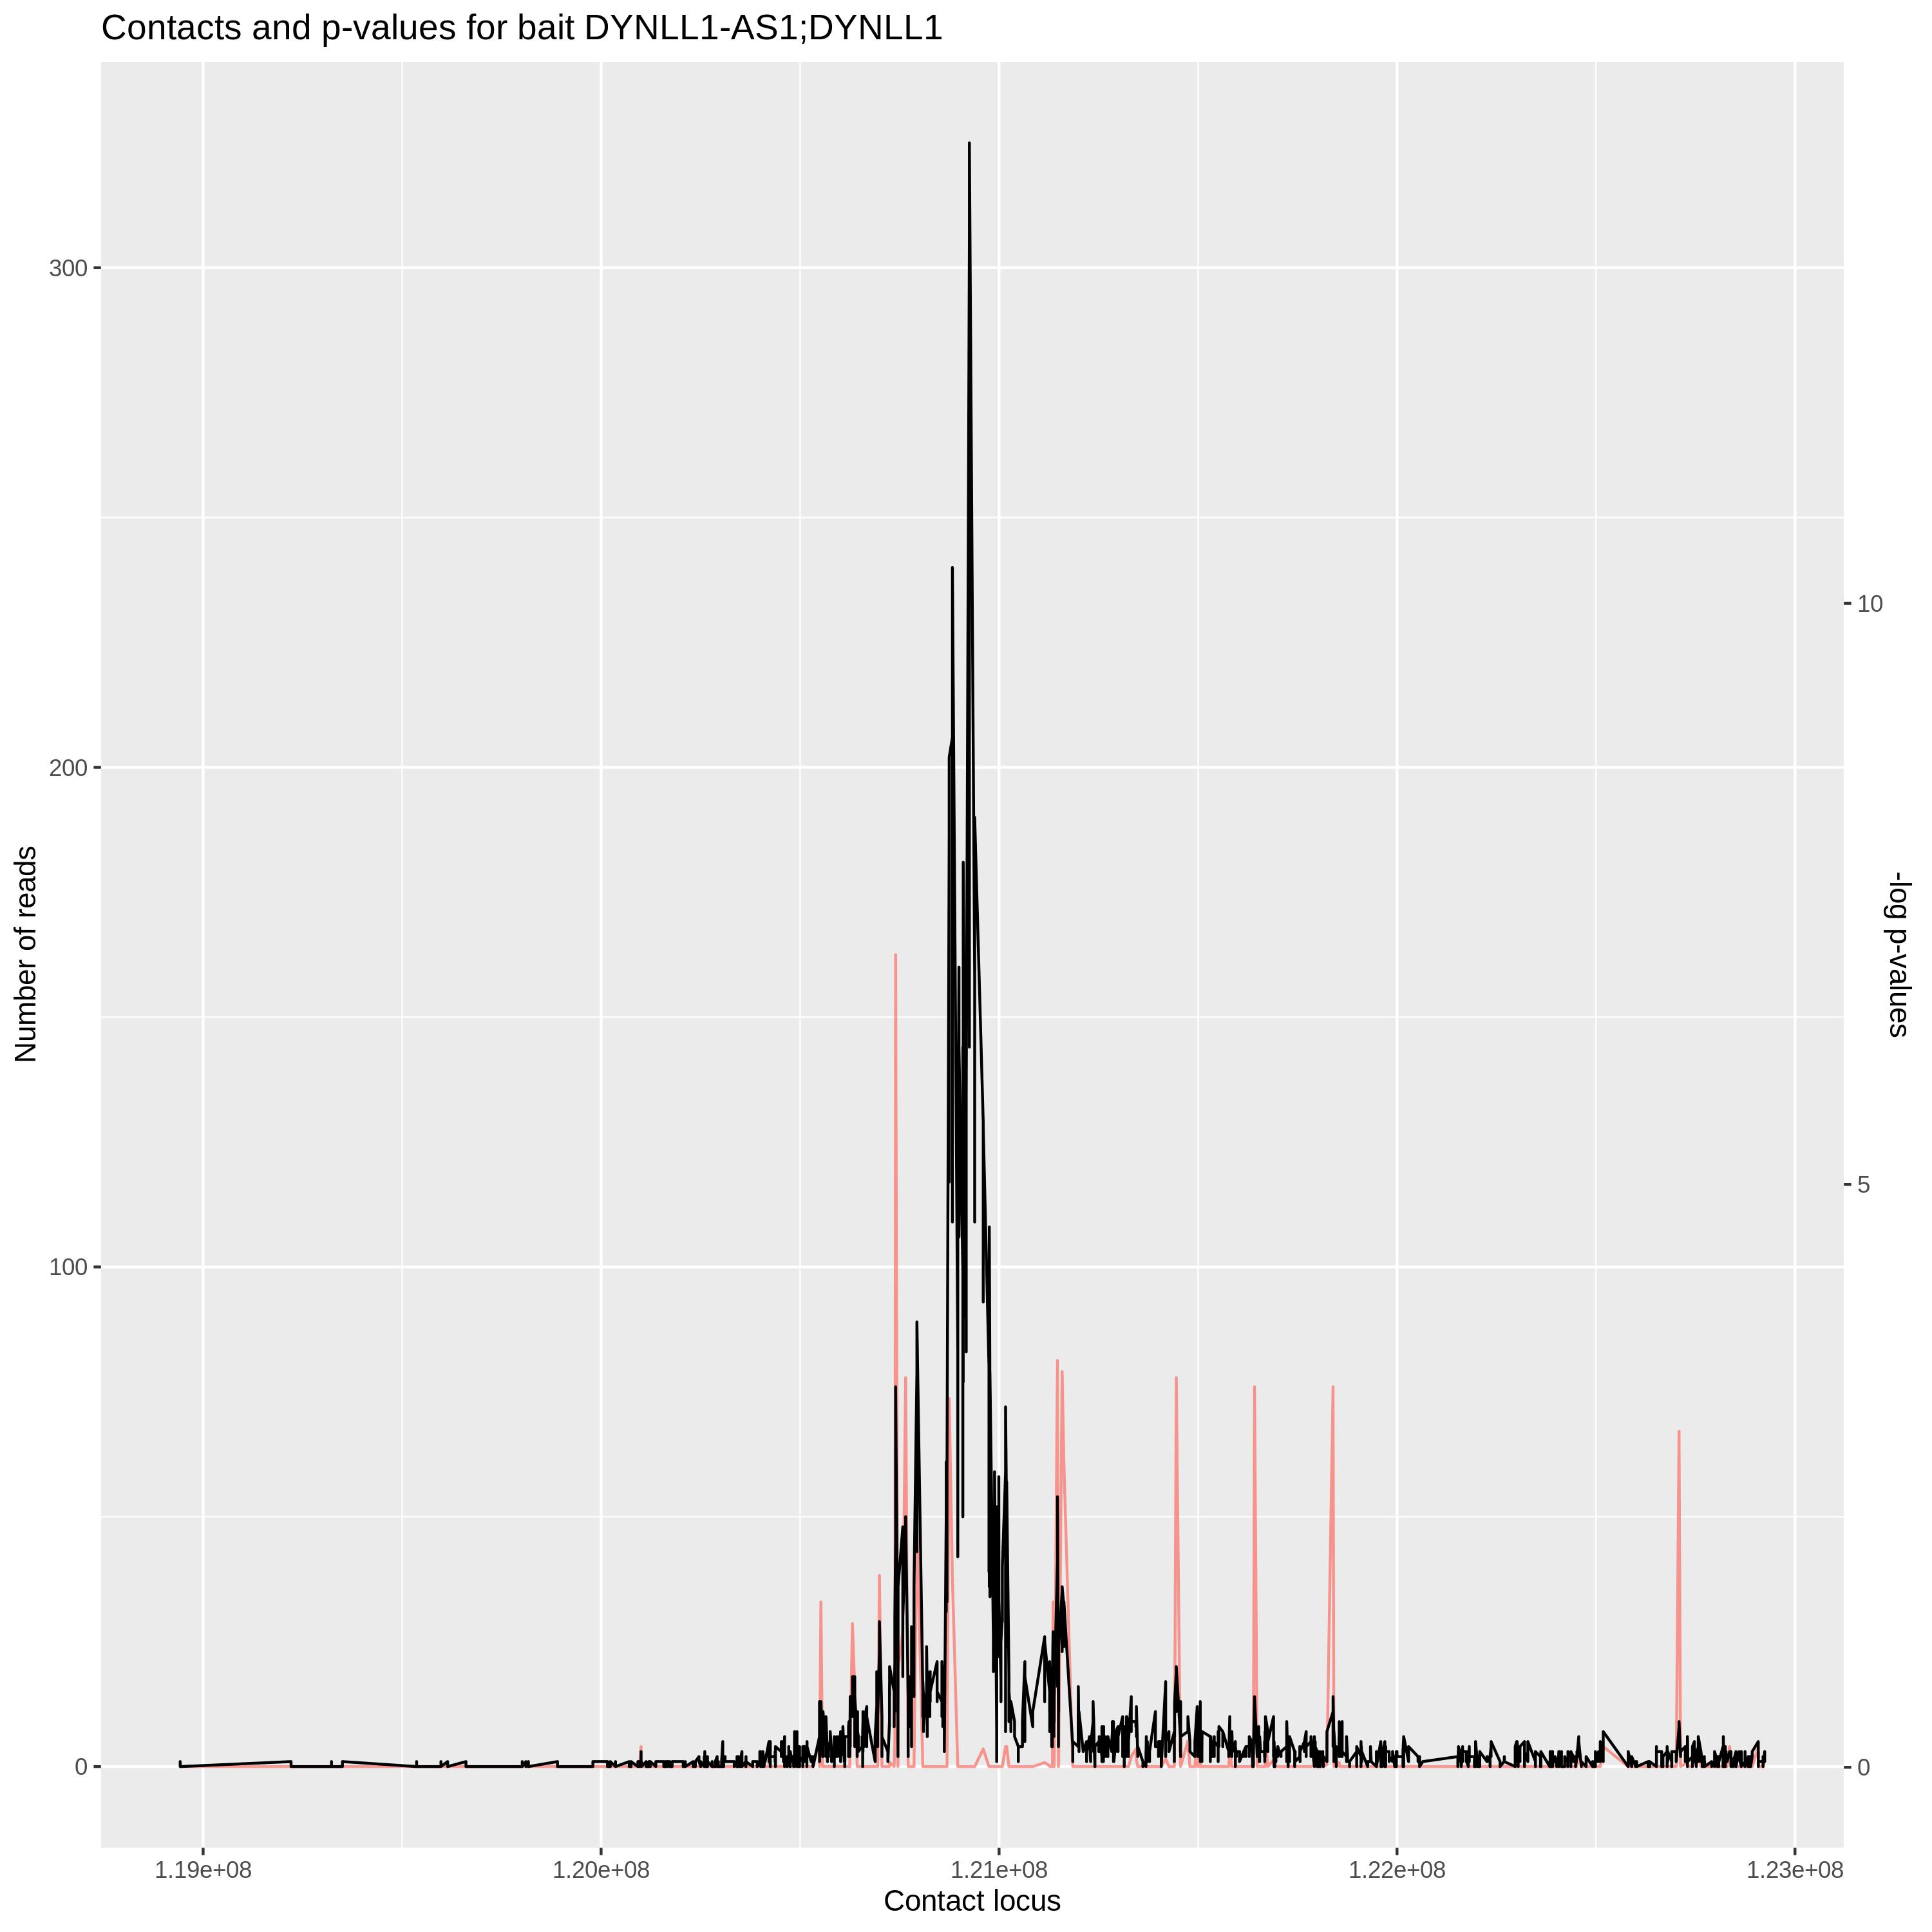 Contacts and p-values for bait DYNLL1-AS1;DYNLL1
300
200
100
0
Number of reads
10
5
0
-log p-values
1.19e+08
1.20e+08
1.21e+08
1.22e+08
1.23e+08
Contact locus